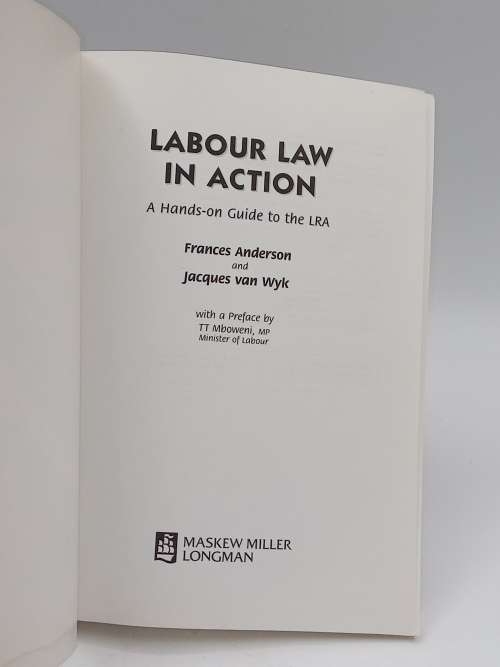 LABOUR LAW
IN ACTION
A Hands-on Guide to the LRA
Frances Anderson
and
Jacques van Wyk
with a Preface by
TT Mboweni, MP
Minister of Labour
MASKEW MILLER
LONGMAN